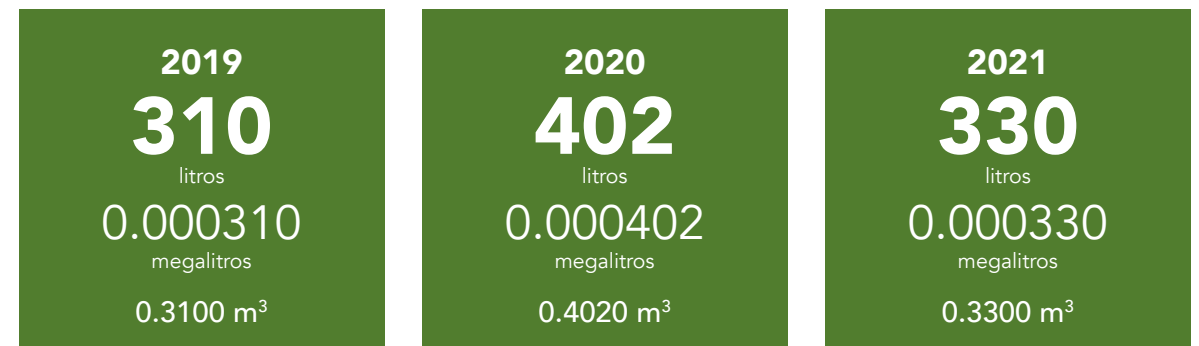 2019
310
litros
0.000310
megalitros
0.3100 m³
2020
402
litros
0.000402
megalitros
0.4020 m³
2021
330
litros
0.000330
megalitros
0.3300 m³